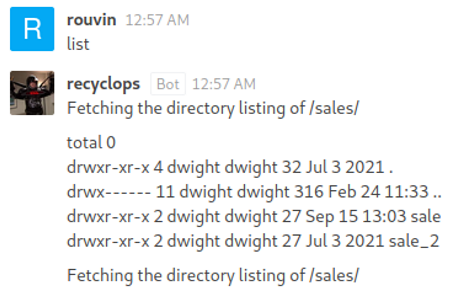 R
rouvin 12:57 AM
list
recyclops Bot 12:57 AM
Fetching the directory listing of /sales/
total 0
drwxr-xr-x 4 dwight dwight 32 Jul 3 2021 .
drwx------ 11 dwight dwight 316 Feb 24 11:33 ..
drwxr-xr-x 2 dwight dwight 27 Sep 15 13:03 sale
drwxr-xr-x 2 dwight dwight 27 Jul 3 2021 sale_2
Fetching the directory listing of /sales/